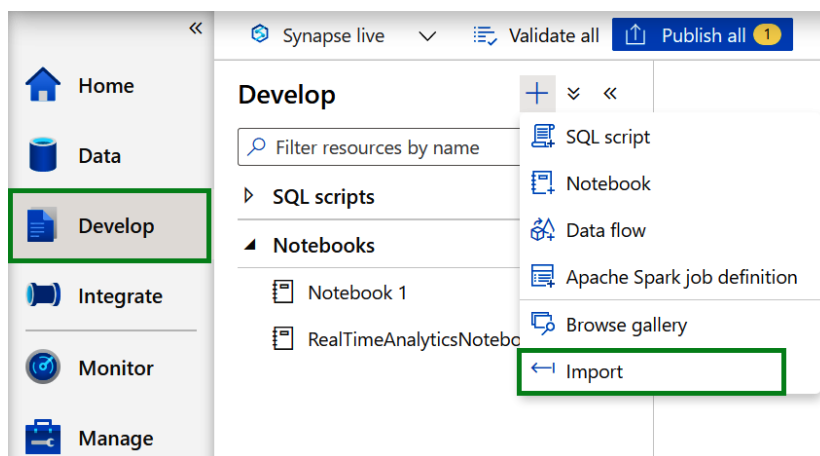 Synapse live
Validate all
Publish all 1
Home
Data
Develop
Integrate
Monitor
Manage
Develop
Filter resources by name
SQL scripts
Notebooks
Notebook 1
RealTimeAnalyticsNotebo
SQL script
Notebook
Data flow
Apache Spark job definition
Browse gallery
Import